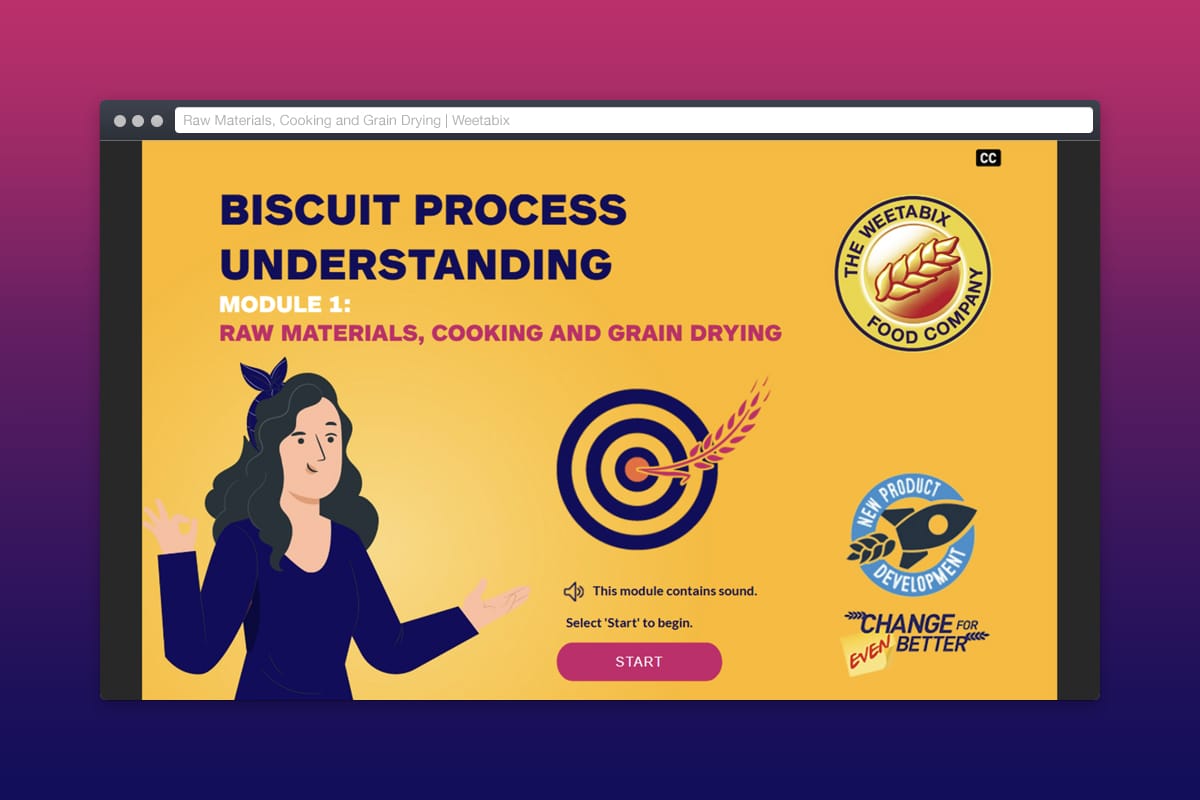 Raw Materials, Cooking and Grain Drying | Weetabix
CC
BISCUIT PROCESS
UNDERSTANDING
MODULE 1:
RAW MATERIALS, COOKING AND GRAIN DRYING
THE WEETABIX
FOOD COMPANY
NEW PRODUCT
DEVELOPMENT
This module contains sound.
Select 'Start' to begin.
START
CHANGE FOR
EVEN BETTER